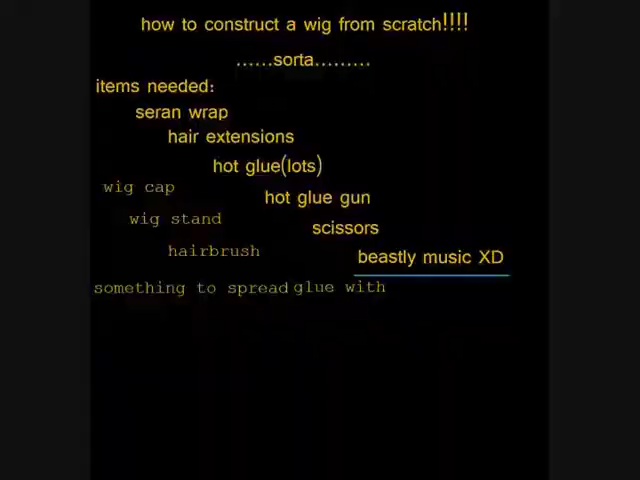 how to construct a wig from scratch!!!!
......sorta.........
items needed:
seran wrap
hair extensions
hot glue(lots)
wig cap
hot glue gun
wig stand
scissors
hairbrush
beastly music XD
something to spread glue with